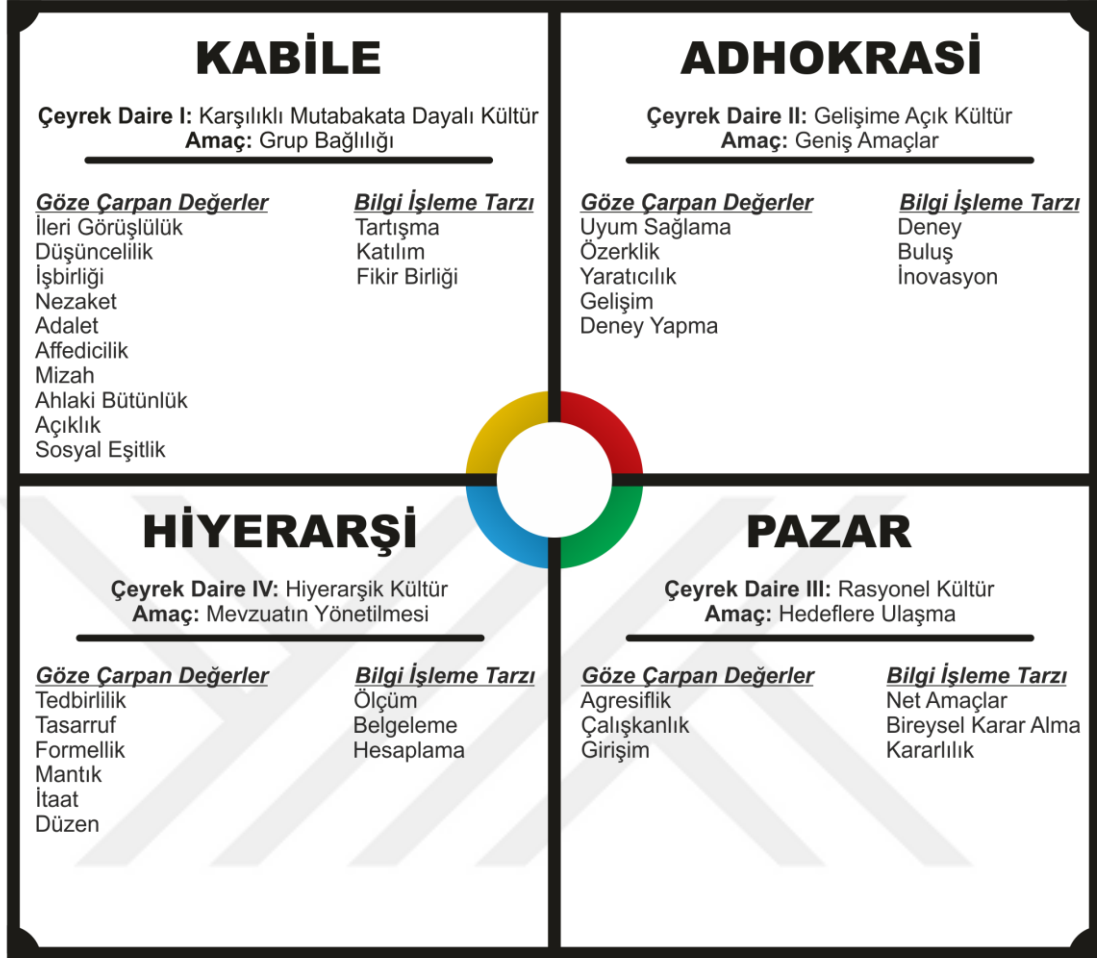 KABİLE
Çeyrek Daire I: Karşılıklı Mutabakata Dayalı Kültür
Amaç: Grup Bağlılığı
Göze Çarpan Değerler
İleri Görüşlülük
Düşüncelilik
İşbirliği
Nezaket
Adalet
Affedicilik
Mizah
Ahlaki Bütünlük
Açıklık
Sosyal Eşitlik
Bilgi İşleme Tarzı
Tartışma
Katılım
Fikir Birliği
ADHOKRASİ
Çeyrek Daire II: Gelişime Açık Kültür
Amaç: Geniş Amaçlar
Göze Çarpan Değerler
Uyum Sağlama
Özerklik
Yaratıcılık
Gelişim
Deney Yapma
Bilgi İşleme Tarzı
Deney
Buluş
İnovasyon
HİYERARŞİ
Çeyrek Daire IV: Hiyerarşik Kültür
Amaç: Mevzuatın Yönetilmesi
Göze Çarpan Değerler
Tedbirlilik
Tasarruf
Formellik
Mantık
İtaat
Düzen
Bilgi İşleme Tarzı
Ölçüm
Belgeleme
Hesaplama
PAZAR
Çeyrek Daire III: Rasyonel Kültür
Amaç: Hedeflere Ulaşma
Göze Çarpan Değerler
Agresiflik
Çalışkanlık
Girişim
Bilgi İşleme Tarzı
Net Amaçlar
Bireysel Karar Alma
Kararlılık